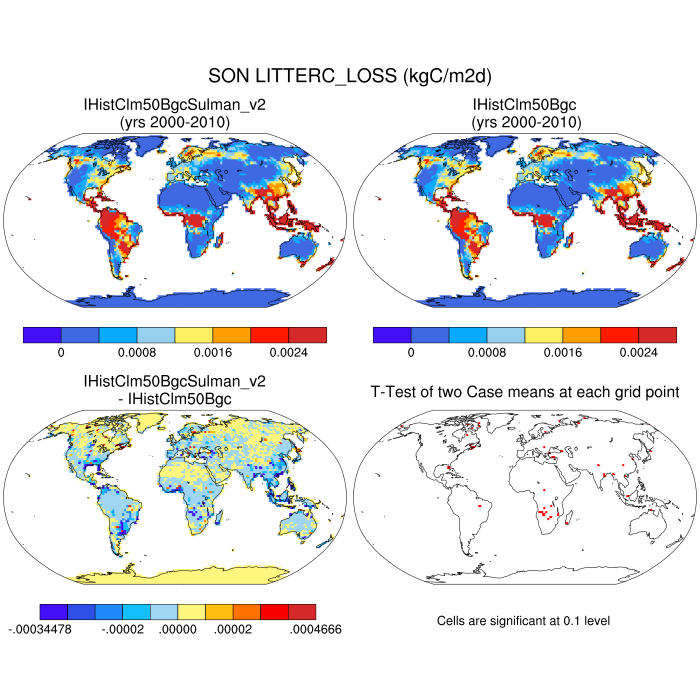 SON LITTERC_LOSS (kgC/m2d)
IHistClm50BgcSulman_v2
(yrs 2000-2010)
IHistClm50Bgc
(yrs 2000-2010)
0 0.0008 0.0016 0.0024
0 0.0008 0.0016 0.0024
IHistClm50BgcSulman_v2
- IHistClm50Bgc
T-Test of two Case means at each grid point
-.00034478 -.00002 .00000 .00002 .0004666
Cells are significant at 0.1 level